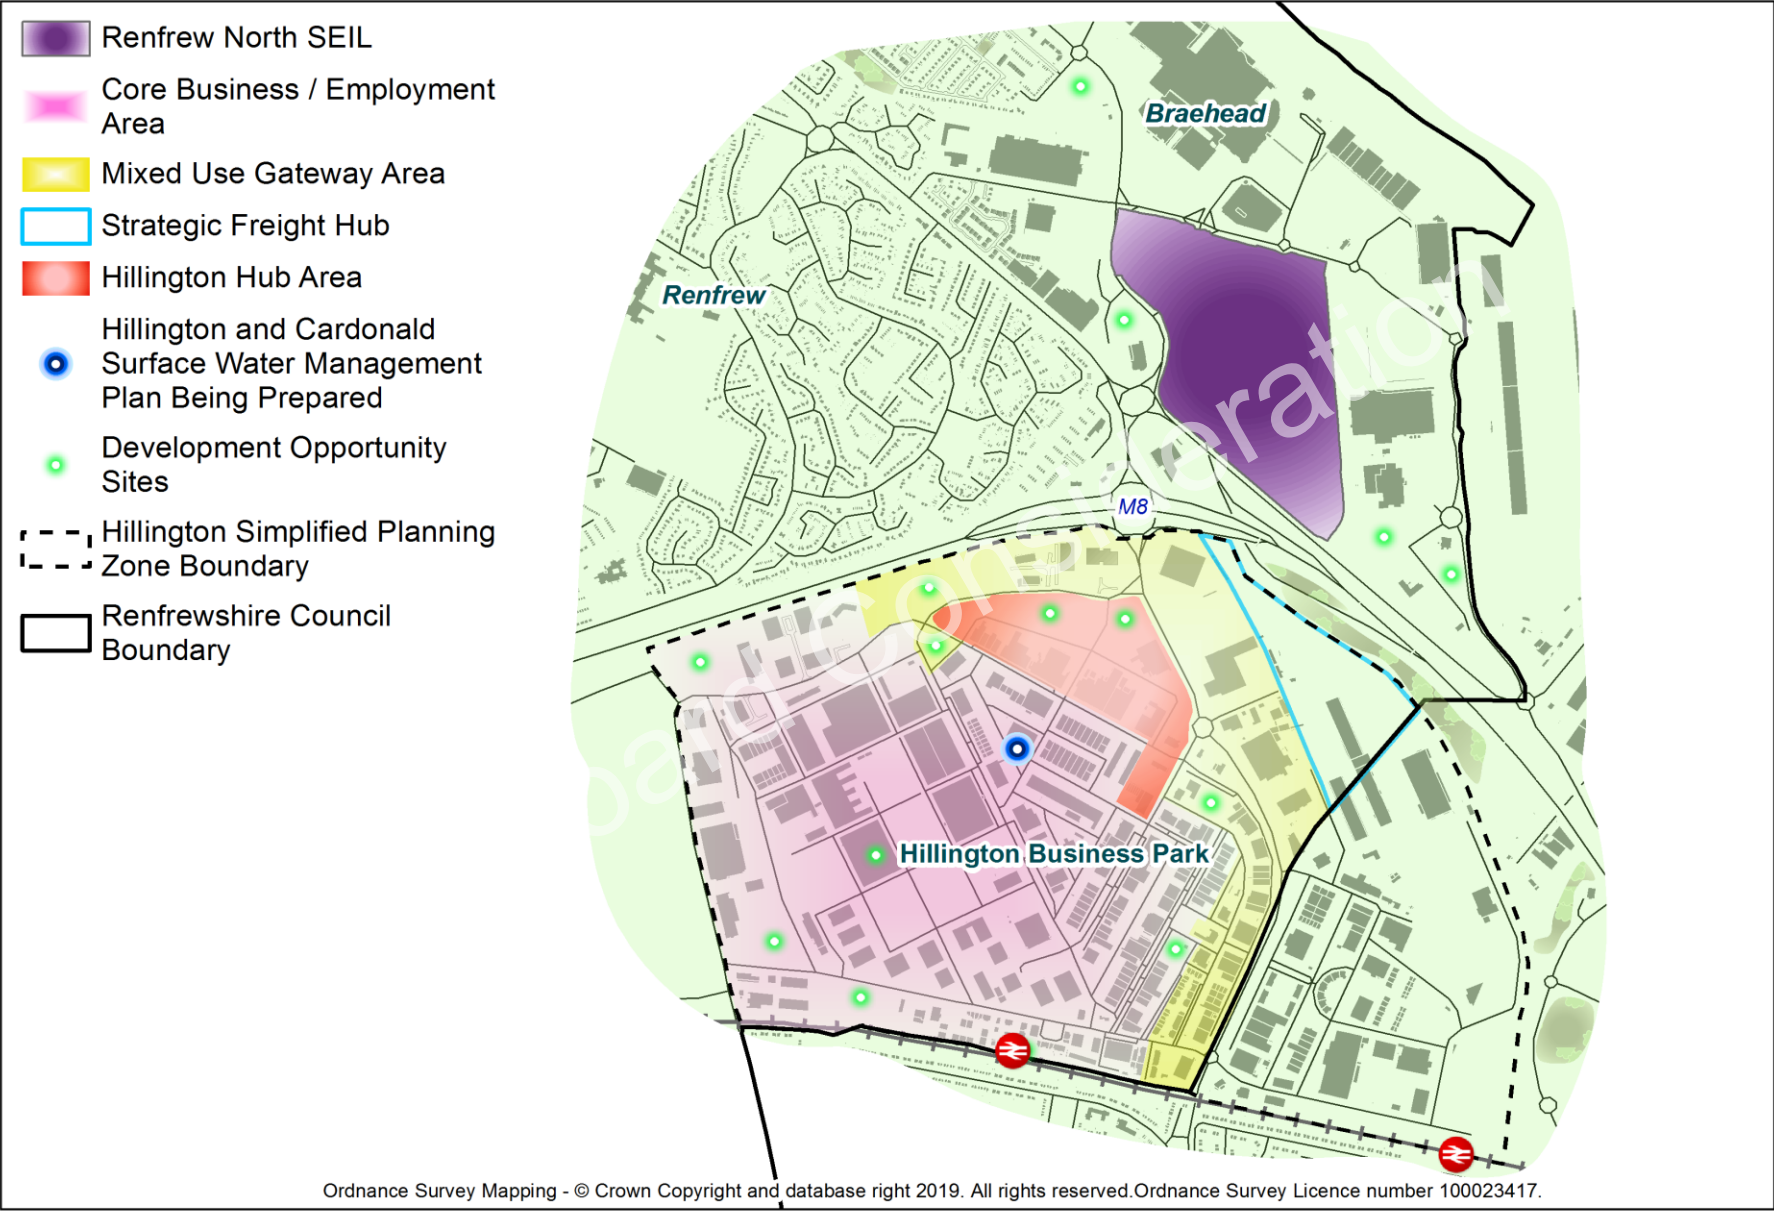 Renfrew North SEIL
Core Business / Employment
Area
Mixed Use Gateway Area
Strategic Freight Hub
Hillington Hub Area
Hillington and Cardonald
Surface Water Management
Plan Being Prepared
Development Opportunity
Sites
Hillington Simplified Planning
Zone Boundary
Renfrewshire Council
Boundary
Braehead
Renfrew
M8
Hillington Business Park
oard Consideration
Ordnance Survey Mapping - © Crown Copyright and database right 2019. All rights reserved.Ordnance Survey Licence number 100023417.